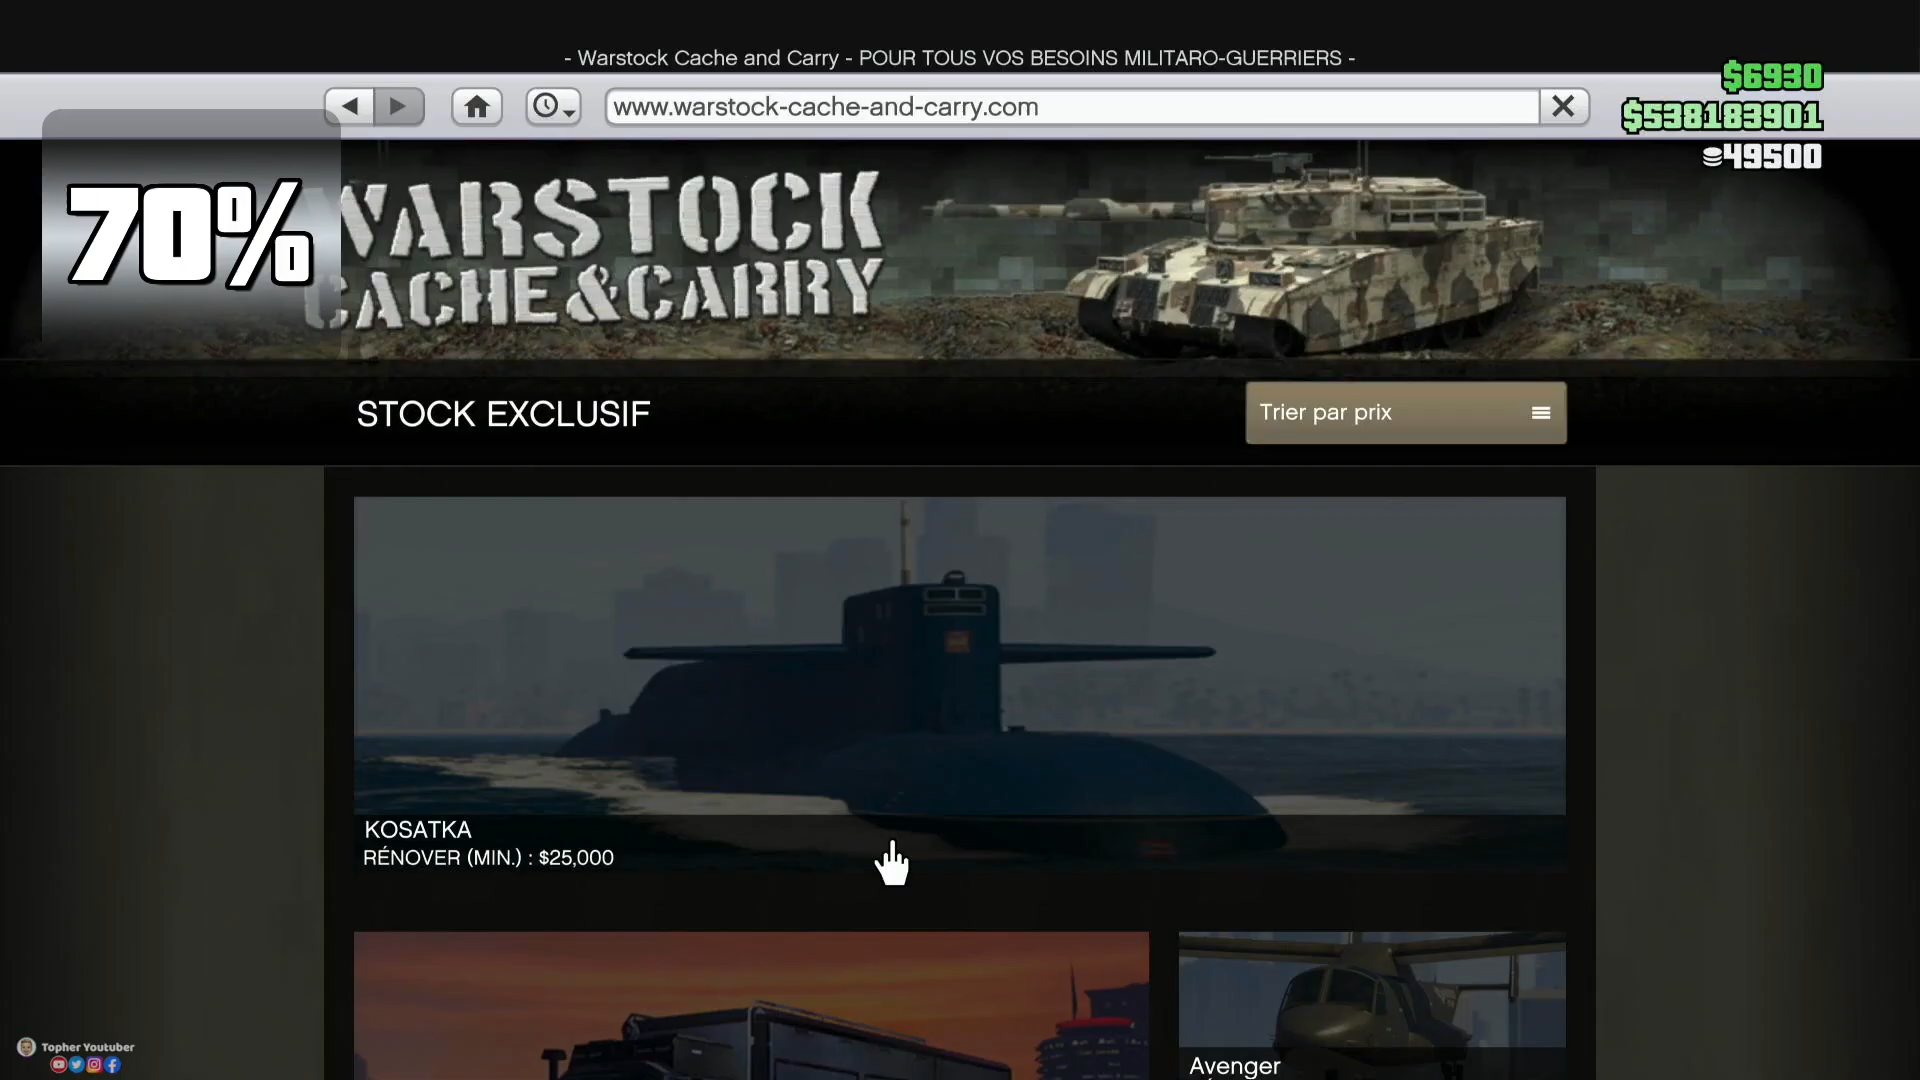 - Warstock Cache and Carry - POUR TOUS VOS BESOINS MILITARO-GUERRIERS -
www.warstock-cache-and-carry.com
$6930
$538183901
49500
70%
WARSTOCK
CACHE & CARRY
STOCK EXCLUSIF
Trier par prix
KOSATKA
RÉNOVER (MIN.) : $25,000
Avenger
Topher Youtuber